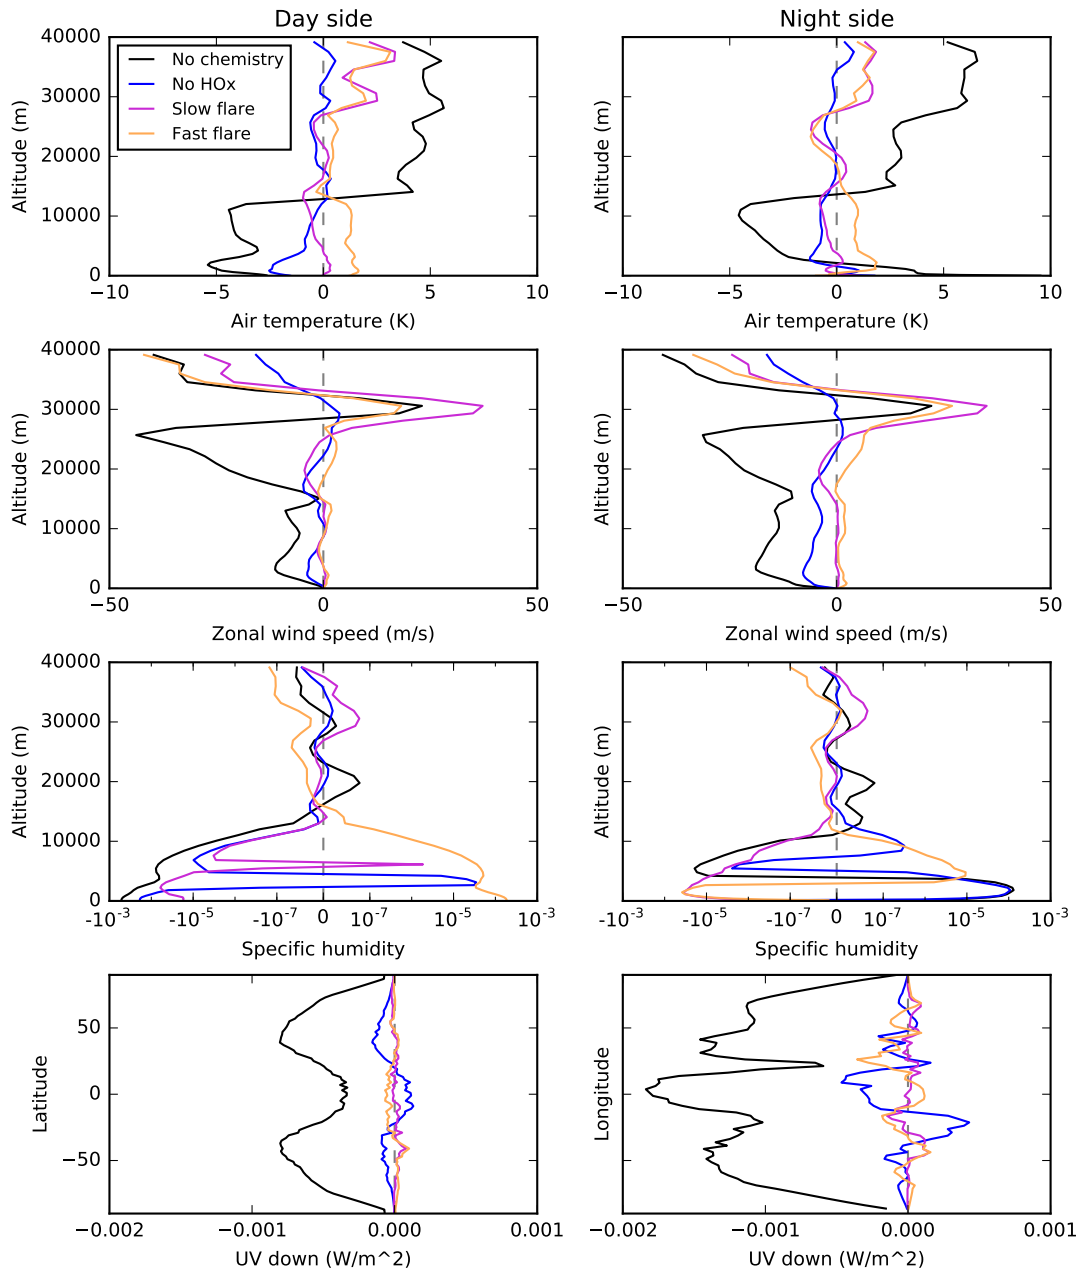 Day side
Night side
40000
30000
20000
10000
0
Altitude (m)
No chemistry
No HOx
Slow flare
Fast flare
−10
−5
0
5
10
Air temperature (K)
Altitude (m)
−10
−5
0
5
10
Air temperature (K)
40000
30000
20000
10000
0
Altitude (m)
−50
0
50
Zonal wind speed (m/s)
Altitude (m)
−50
0
50
Zonal wind speed (m/s)
40000
30000
20000
10000
0
Altitude (m)
-10⁻³
-10⁻⁵
-10⁻⁷
0
10⁻⁷
10⁻⁵
10⁻³
Specific humidity
Altitude (m)
-10⁻³
-10⁻⁵
-10⁻⁷
0
10⁻⁷
10⁻⁵
10⁻³
Specific humidity
50
0
−50
Latitude
−0.002
−0.001
0.000
0.001
UV down (W/m^2)
Longitude
−0.002
−0.001
0.000
0.001
UV down (W/m^2)